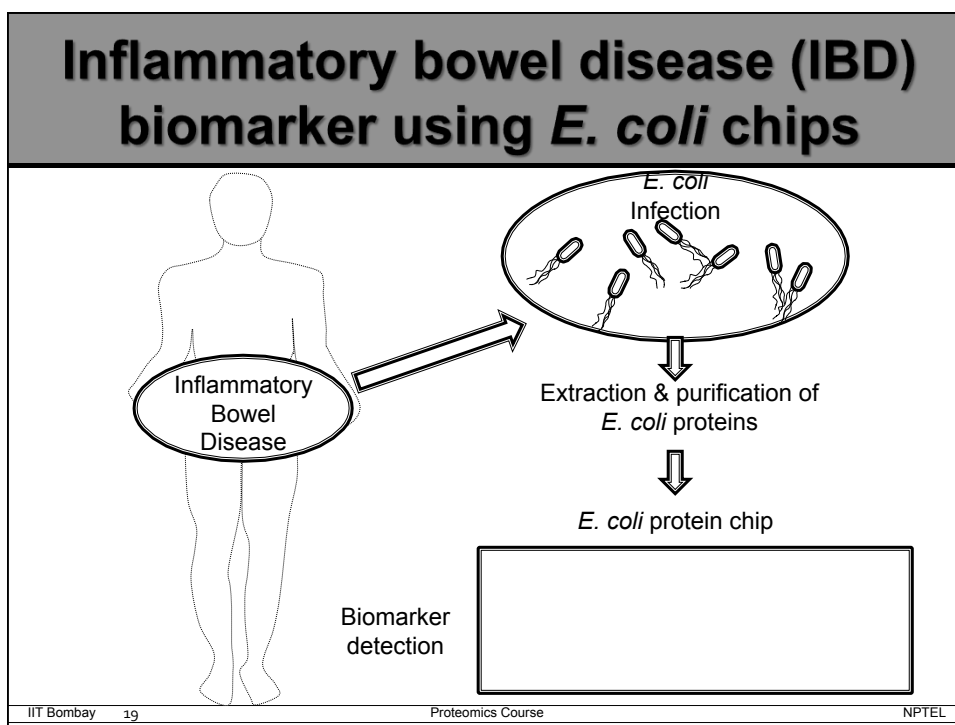 Inflammatory bowel disease (IBD)
biomarker using E. coli chips
E. coli
Infection
Inflammatory
Bowel
Disease
Extraction & purification of
E. coli proteins
E. coli protein chip
Biomarker
detection
IIT Bombay 19 Proteomics Course NPTEL